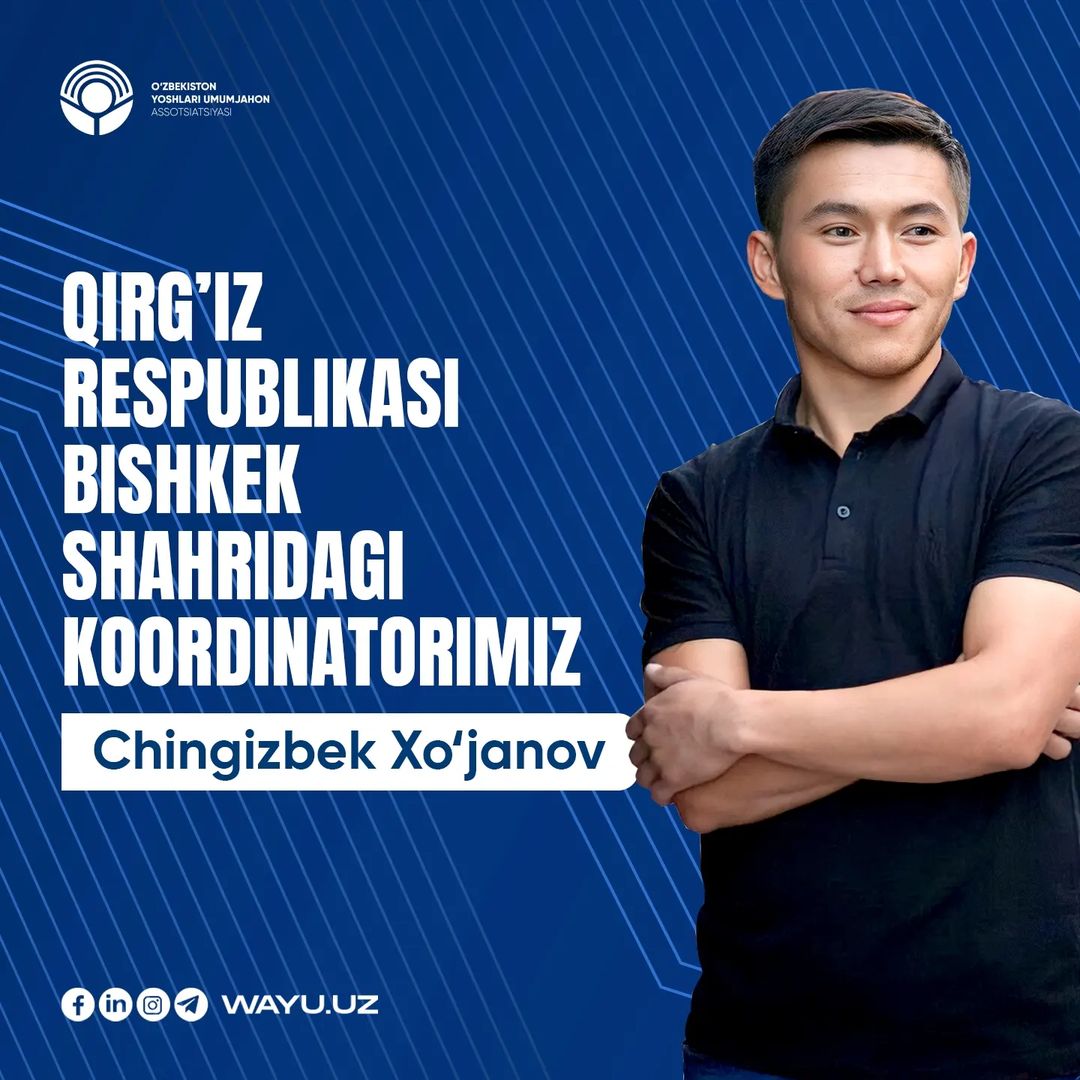 O'ZBEKISTON
YOSHLARI UMUMJAHON
ASSOTSIATSIYASI
QIRG’IZ
RESPUBLIKASI
BISHKEK
SHAHRIDAGI
KOORDINATORIMIZ
Chingizbek Xo‘janov
WAYU.UZ